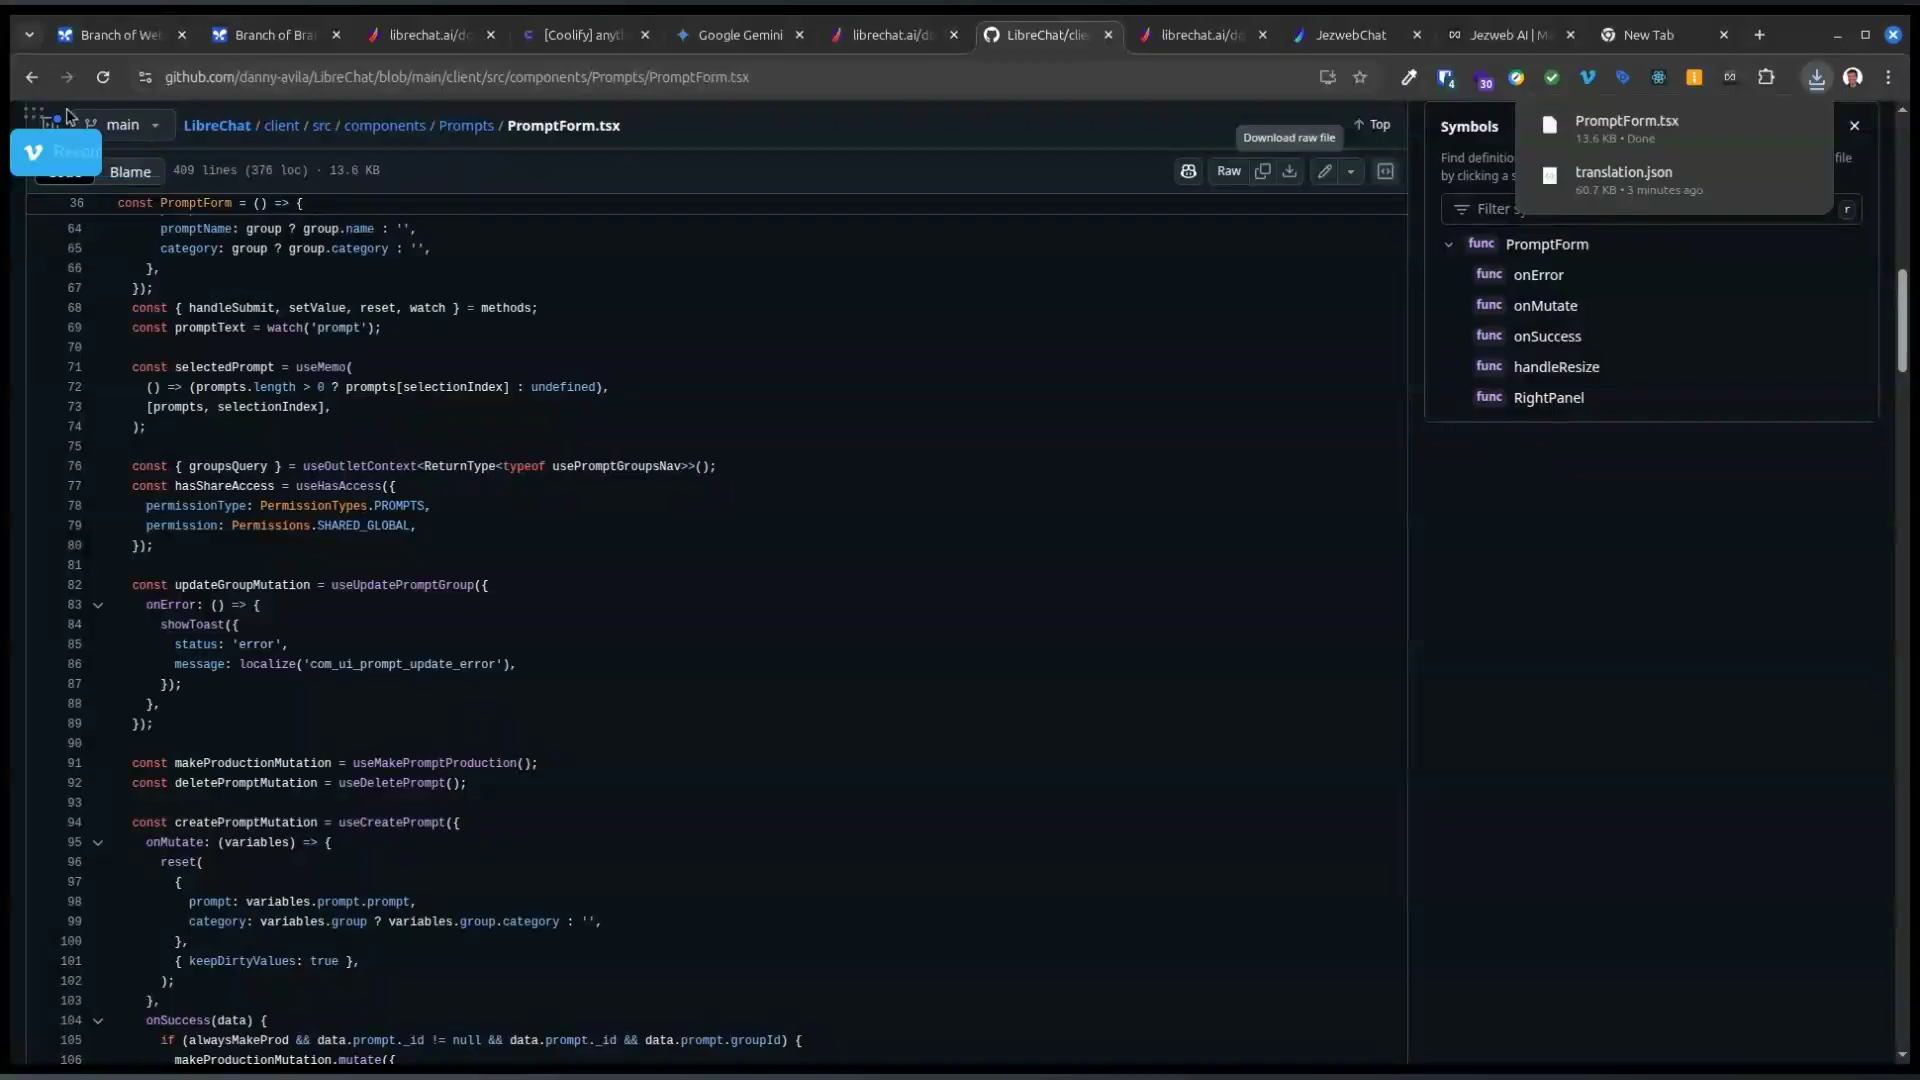 Branch of We
Branch of Bra
librechat.ai/do
[Coolify] anyt
Google Gemini
librechat.ai/do
LibreChat/clie
librechat.ai/do
JezwebChat
Jezweb AI | M
New Tab
github.com/danny-avila/LibreChat/blob/main/client/src/components/Prompts/PromptForm.tsx
4
30
main
LibreChat / client / src / components / Prompts / PromptForm.tsx
Top
Download raw file
Blame
409 lines (376 loc) · 13.6 KB
Raw
36 const PromptForm = () => {
64 promptName: group ? group.name : '',
65 category: group ? group.category : '',
66 },
67 });
68 const { handleSubmit, setValue, reset, watch } = methods;
69 const promptText = watch('prompt');
70
71 const selectedPrompt = useMemo(
72 () => (prompts.length > 0 ? prompts[selectionIndex] : undefined),
73 [prompts, selectionIndex],
74 );
75
76 const { groupsQuery } = useOutletContext<ReturnType<typeof usePromptGroupsNav>>();
77 const hasShareAccess = useHasAccess({
78 permissionType: PermissionTypes.PROMPTS,
79 permission: Permissions.SHARED_GLOBAL,
80 });
81
82 const updateGroupMutation = useUpdatePromptGroup({
83 onError: () => {
84 showToast({
85 status: 'error',
86 message: localize('com_ui_prompt_update_error'),
87 });
88 },
89 });
90
91 const makeProductionMutation = useMakePromptProduction();
92 const deletePromptMutation = useDeletePrompt();
93
94 const createPromptMutation = useCreatePrompt({
95 onMutate: (variables) => {
96 reset(
97 {
98 prompt: variables.prompt.prompt,
99 category: variables.group ? variables.group.category : '',
100 },
101 { keepDirtyValues: true },
102 );
103 },
104 onSuccess(data) {
105 if (alwaysMakeProd && data.prompt._id != null && data.prompt._id && data.prompt.groupId) {
106 makeProductionMutation.mutate({
Symbols
Find definitio
file
by clicking a s
Filter sy
r
PromptForm.tsx
13.6 KB • Done
translation.json
60.7 KB • 3 minutes ago
func PromptForm
func onError
func onMutate
func onSuccess
func handleResize
func RightPanel